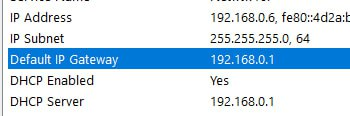 IP Address 192.168.0.6, fe80::4d2a:b
IP Subnet 255.255.255.0, 64
Default IP Gateway 192.168.0.1
DHCP Enabled Yes
DHCP Server 192.168.0.1